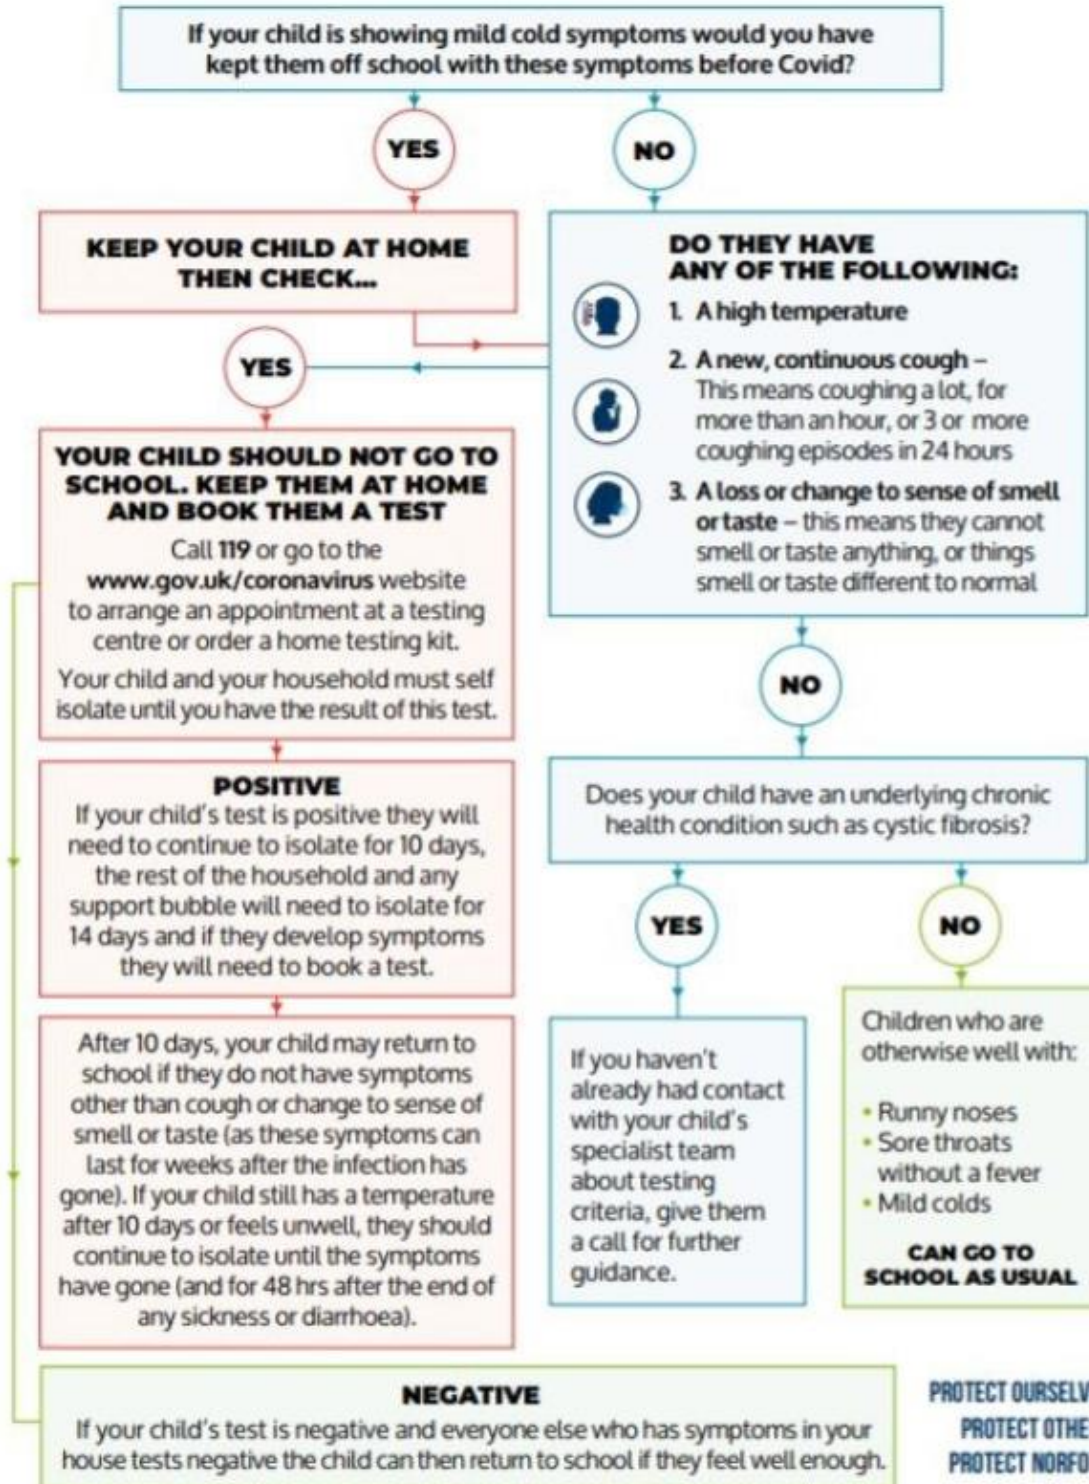 If your child is showing mild cold symptoms would you have
kept them off school with these symptoms before Covid?
YES
NO
KEEP YOUR CHILD AT HOME
THEN CHECK...
DO THEY HAVE
ANY OF THE FOLLOWING:
1. A high temperature
2. A new, continuous cough –
This means coughing a lot, for
more than an hour, or 3 or more
coughing episodes in 24 hours
3. A loss or change to sense of smell
or taste – this means they cannot
smell or taste anything, or things
smell or taste different to normal
YES
YOUR CHILD SHOULD NOT GO TO
SCHOOL. KEEP THEM AT HOME
AND BOOK THEM A TEST
Call 119 or go to the
www.gov.uk/coronavirus website
to arrange an appointment at a testing
centre or order a home testing kit.
Your child and your household must self
isolate until you have the result of this test.
POSITIVE
If your child's test is positive they will
need to continue to isolate for 10 days,
the rest of the household and any
support bubble will need to isolate for
14 days and if they develop symptoms
they will need to book a test.
After 10 days, your child may return to
school if they do not have symptoms
other than cough or change to sense of
smell or taste (as these symptoms can
last for weeks after the infection has
gone). If your child still has a temperature
after 10 days or feels unwell, they should
continue to isolate until the symptoms
have gone (and for 48 hrs after the end of
any sickness or diarrhoea).
NO
Does your child have an underlying chronic
health condition such as cystic fibrosis?
YES
NO
If you haven't
already had contact
with your child's
specialist team
about testing
criteria, give them
a call for further
guidance.
Children who are
otherwise well with:
• Runny noses
• Sore throats
without a fever
• Mild colds
CAN GO TO
SCHOOL AS USUAL
NEGATIVE
If your child's test is negative and everyone else who has symptoms in your
house tests negative the child can then return to school if they feel well enough.
PROTECT OURSELV
PROTECT OTHE
PROTECT NORFO